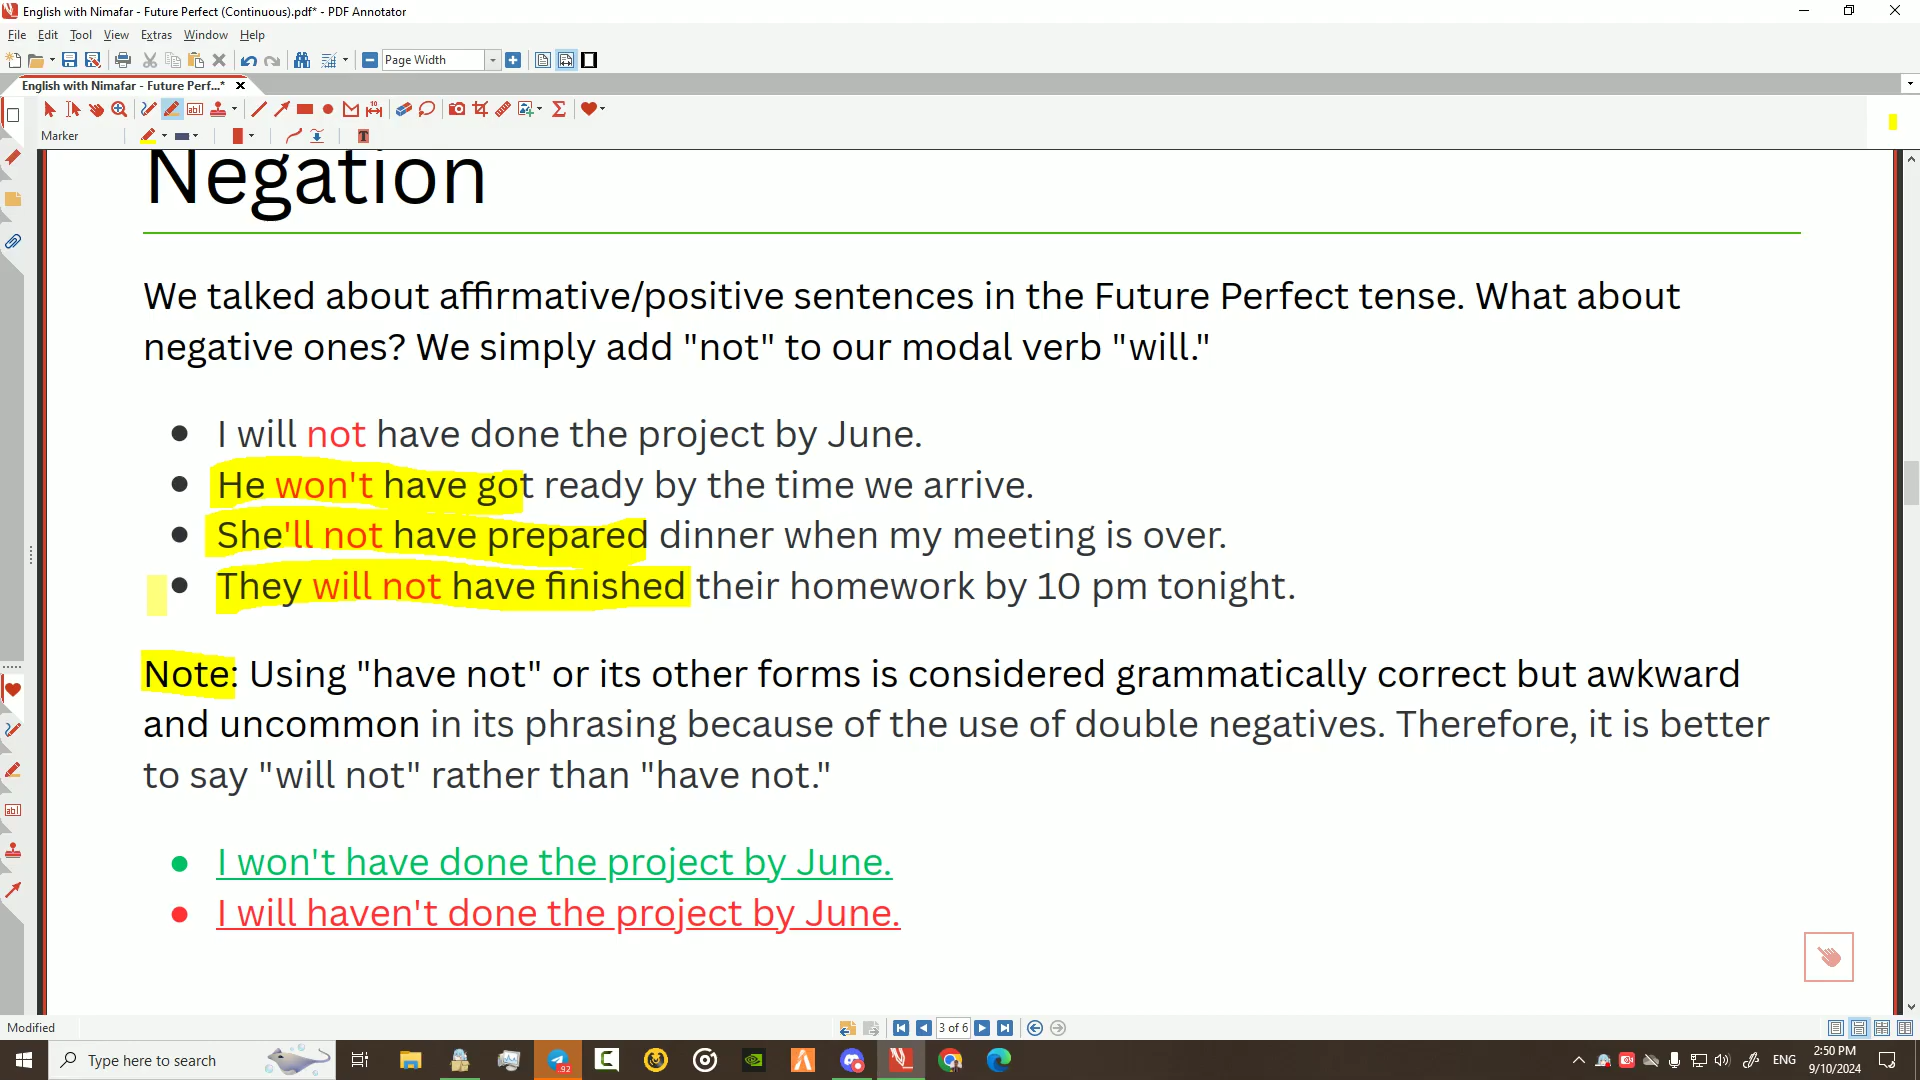 English with Nimafar - Future Perfect (Continuous).pdf* - PDF Annotator
File Edit Tool View Extras Window Help
Page Width
English with Nimafar - Future Perf...*
Marker
Negation
We talked about affirmative/positive sentences in the Future Perfect tense. What about
negative ones? We simply add "not" to our modal verb "will."
● I will not have done the project by June.
● He won't have got ready by the time we arrive.
● She'll not have prepared dinner when my meeting is over.
● They will not have finished their homework by 10 pm tonight.
Note: Using "have not" or its other forms is considered grammatically correct but awkward
and uncommon in its phrasing because of the use of double negatives. Therefore, it is better
to say "will not" rather than "have not."
● I won't have done the project by June.
● I will haven't done the project by June.
Modified
3 of 6
Type here to search
92
ENG
2:50 PM
9/10/2024